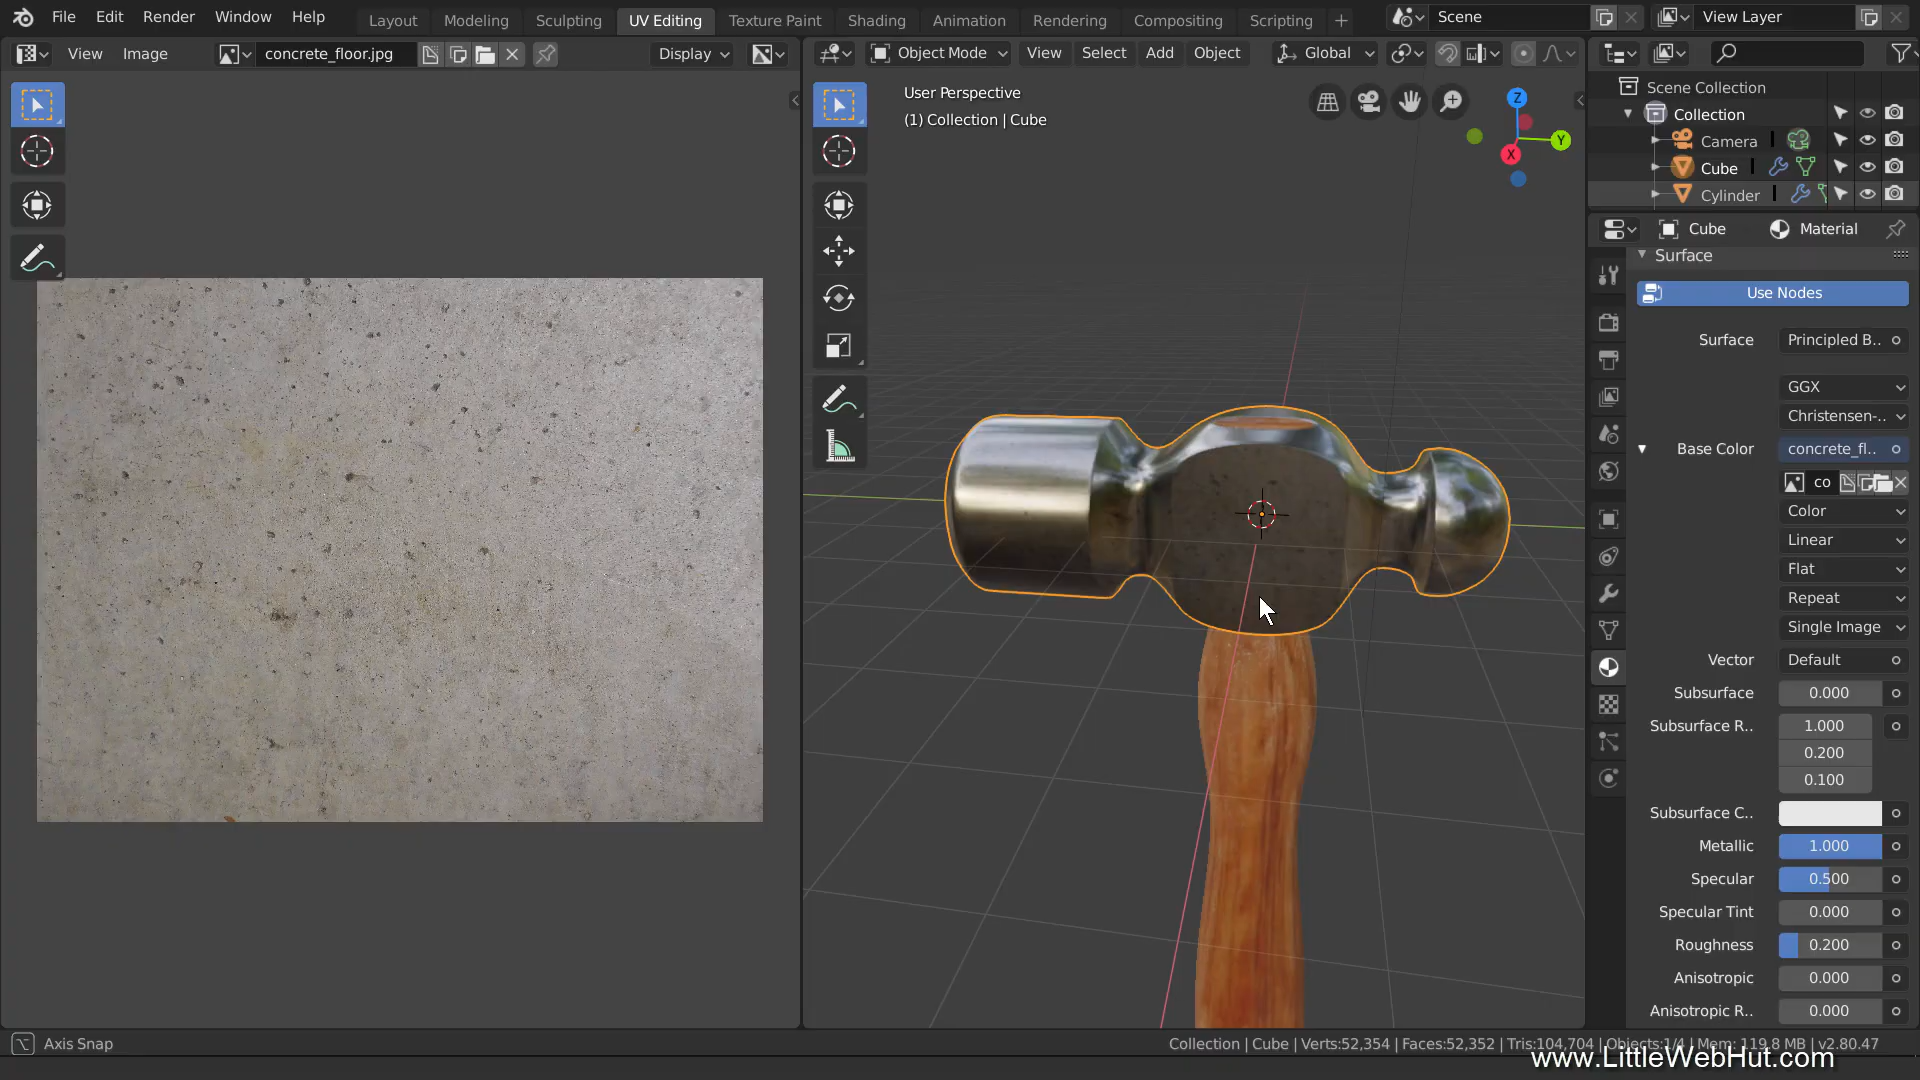 File Edit Render Window Help Layout Modeling Sculpting UV Editing Texture Paint Shading Animation Rendering Compositing Scripting + Scene View Layer
View Image concrete_floor.jpg Display Object Mode View Select Add Object Global
User Perspective
(1) Collection | Cube
Z
Y
X
Scene Collection
Collection
Camera
Cube
Cylinder
Cube Material
Surface
Use Nodes
Surface Principled B..
GGX
Christensen-..
Base Color concrete_fl..
co
Color
Linear
Flat
Repeat
Single Image
Vector Default
Subsurface 0.000
Subsurface R.. 1.000
0.200
0.100
Subsurface C..
Metallic 1.000
Specular 0.500
Specular Tint 0.000
Roughness 0.200
Anisotropic 0.000
Anisotropic R.. 0.000
Axis Snap Collection | Cube | Verts:52,354 | Faces:52,352 | Tris:104,704 | Objects:1/4 | Mem: 119.8 MB | v2.80.47
www.LittleWebHut.com